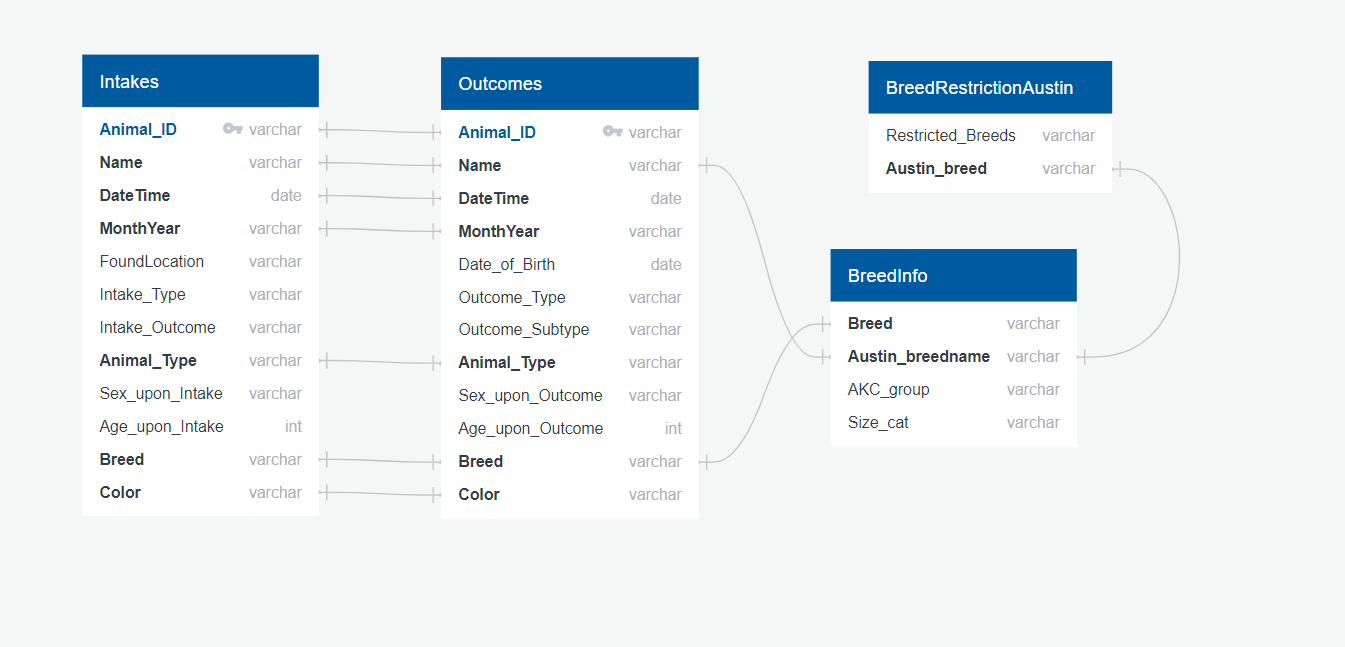 Intakes
Animal_ID varchar
Name varchar
DateTime date
MonthYear varchar
FoundLocation varchar
Intake_Type varchar
Intake_Outcome varchar
Animal_Type varchar
Sex_upon_Intake varchar
Age_upon_Intake int
Breed varchar
Color varchar
Outcomes
Animal_ID varchar
Name varchar
DateTime date
MonthYear varchar
Date_of_Birth date
Outcome_Type varchar
Outcome_Subtype varchar
Animal_Type varchar
Sex_upon_Outcome varchar
Age_upon_Outcome int
Breed varchar
Color varchar
BreedRestrictionAustin
Restricted_Breeds varchar
Austin_breed varchar
BreedInfo
Breed varchar
Austin_breedname varchar
AKC_group varchar
Size_cat varchar